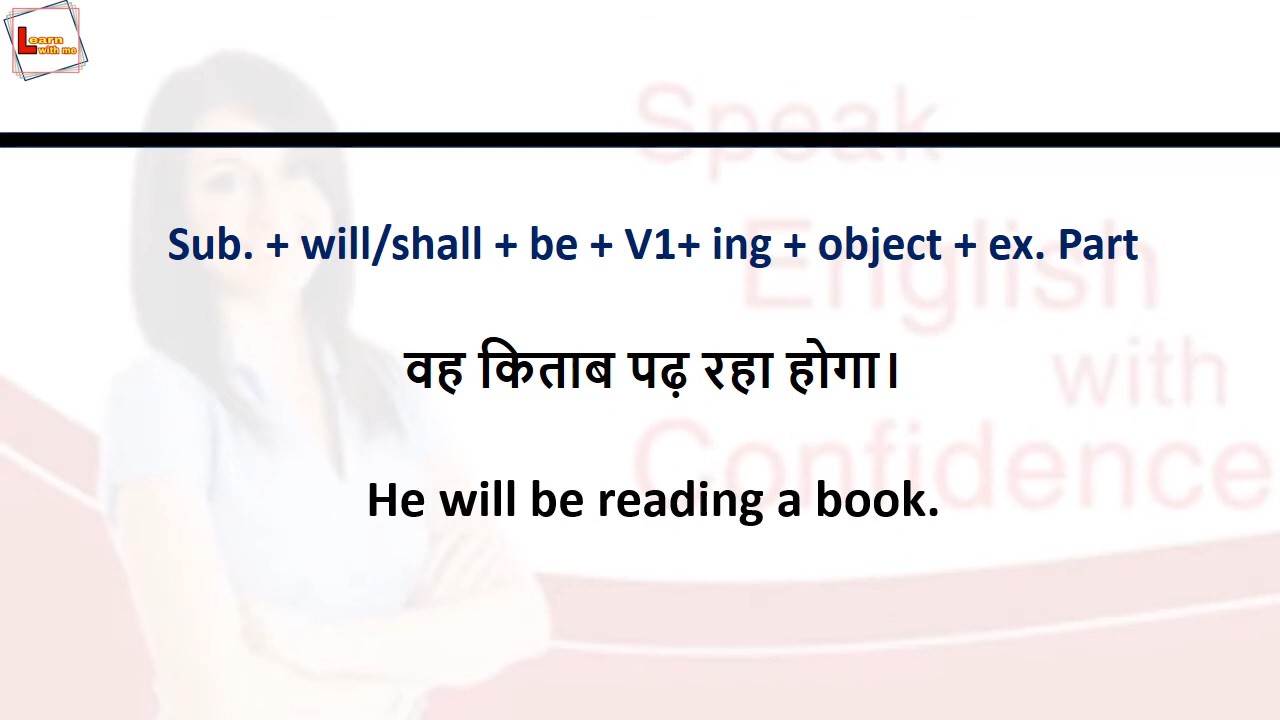 Learn
with me
Speak
English
with
Confidence
Sub. + will/shall + be + V1+ ing + object + ex. Part
वह किताब पढ़ रहा होगा।
He will be reading a book.